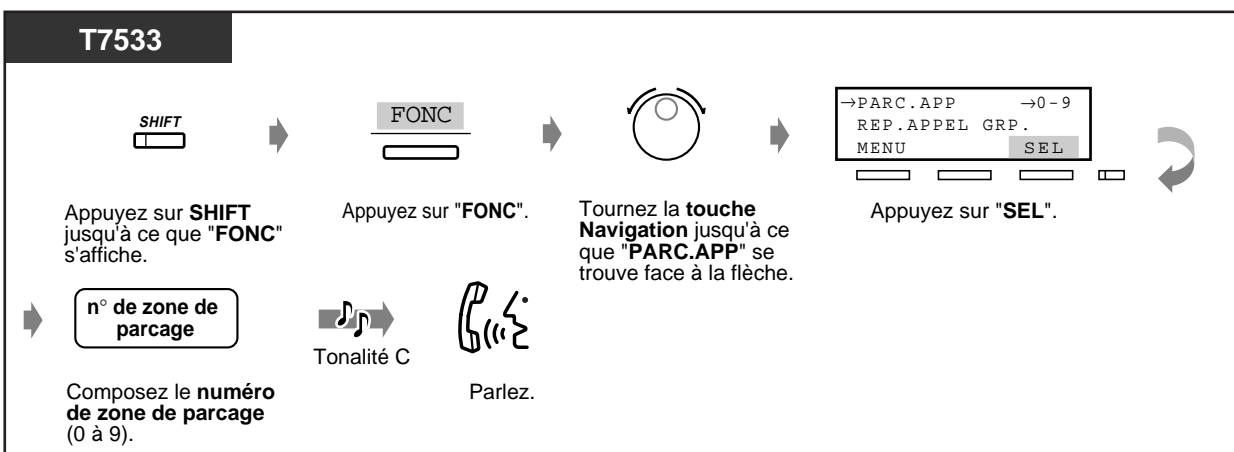 T7533
SHIFT
FONC
→PARC.APP →0-9
REP.APPEL GRP.
MENU SEL
Appuyez sur SHIFT
jusqu'à ce que "FONC"
s'affiche.
Appuyez sur "FONC".
Tournez la touche
Navigation jusqu'à ce
que "PARC.APP" se
trouve face à la flèche.
Appuyez sur "SEL".
n° de zone de
parcage
Tonalité C
Composez le numéro
de zone de parcage
(0 à 9).
Parlez.